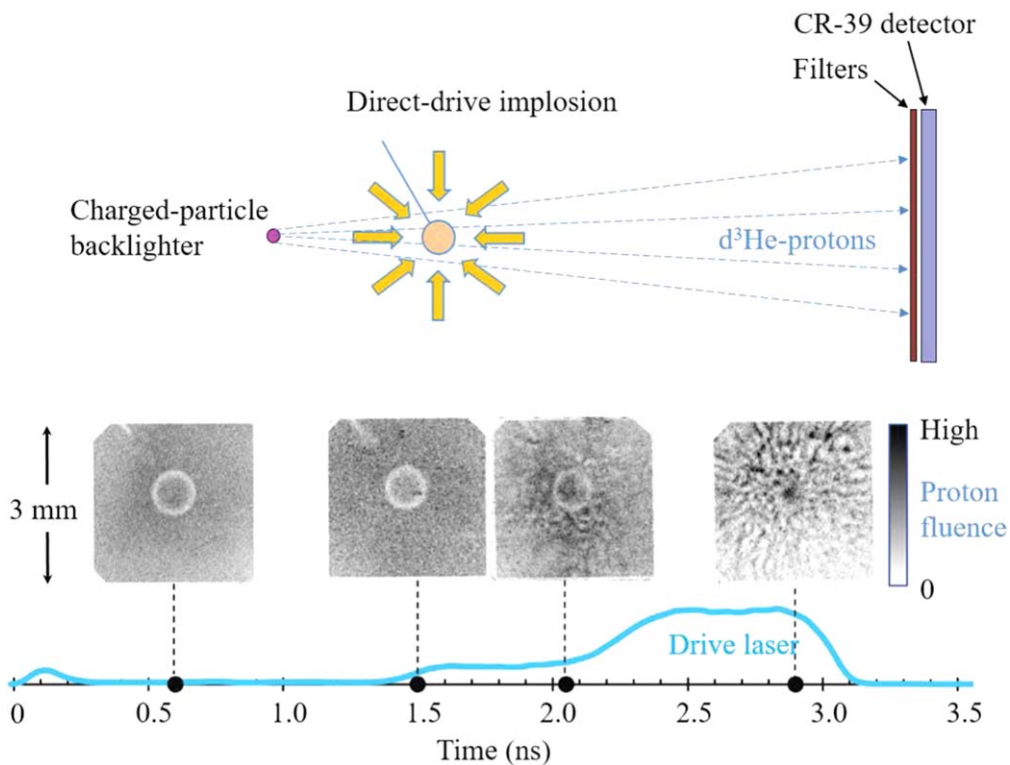 CR-39 detector
Filters
Direct-drive implosion
Charged-particle
backlighter
d³He-protons
High
3 mm
Proton
fluence
0
Drive laser
0 0.5 1.0 1.5 2.0 2.5 3.0 3.5
Time (ns)